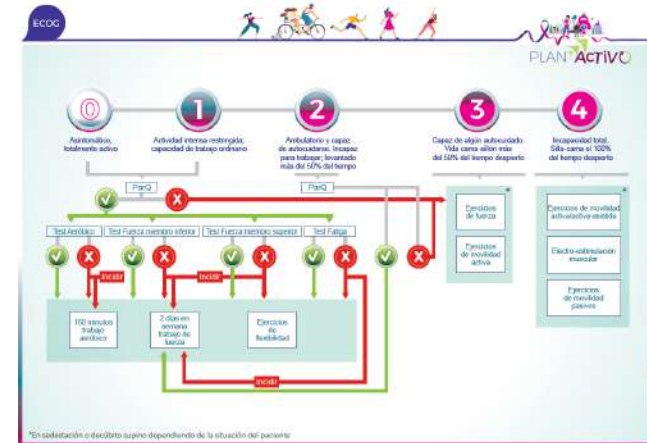 ECOG
PLAN ACTIVO
0
1
2
3
4
Asintomático,
totalmente activo
Actividad intensa restringida;
capacidad de trabajo ordinario
Ambulatorio y capaz
de autocuidarse. Incapaz
para trabajar; levantado
más del 50% del tiempo
Capaz de algún autocuidado.
Vida cama sillón más
del 50% del tiempo despierto
Incapacidad total.
Silla-cama el 100%
del tiempo despierto
ParQ
ParQ
Test Aeróbico
Test Fuerza miembro inferior
Test Fuerza miembro superior
Test Fatiga
Incidir
Incidir
150 minutos
trabajo
aeróbico
2 días en
semana
trabajo de
fuerza
Ejercicios
de
flexibilidad
Incidir
*
Ejercicios
de fuerza
Ejercicios
de movilidad
activa
*
Ejercicios de movilidad
activa/activa asistida
Electro-estimulación
muscular
Ejercicios
de movilidad
pasivos
*En sedestación o decúbito supino dependiendo de la situación del paciente